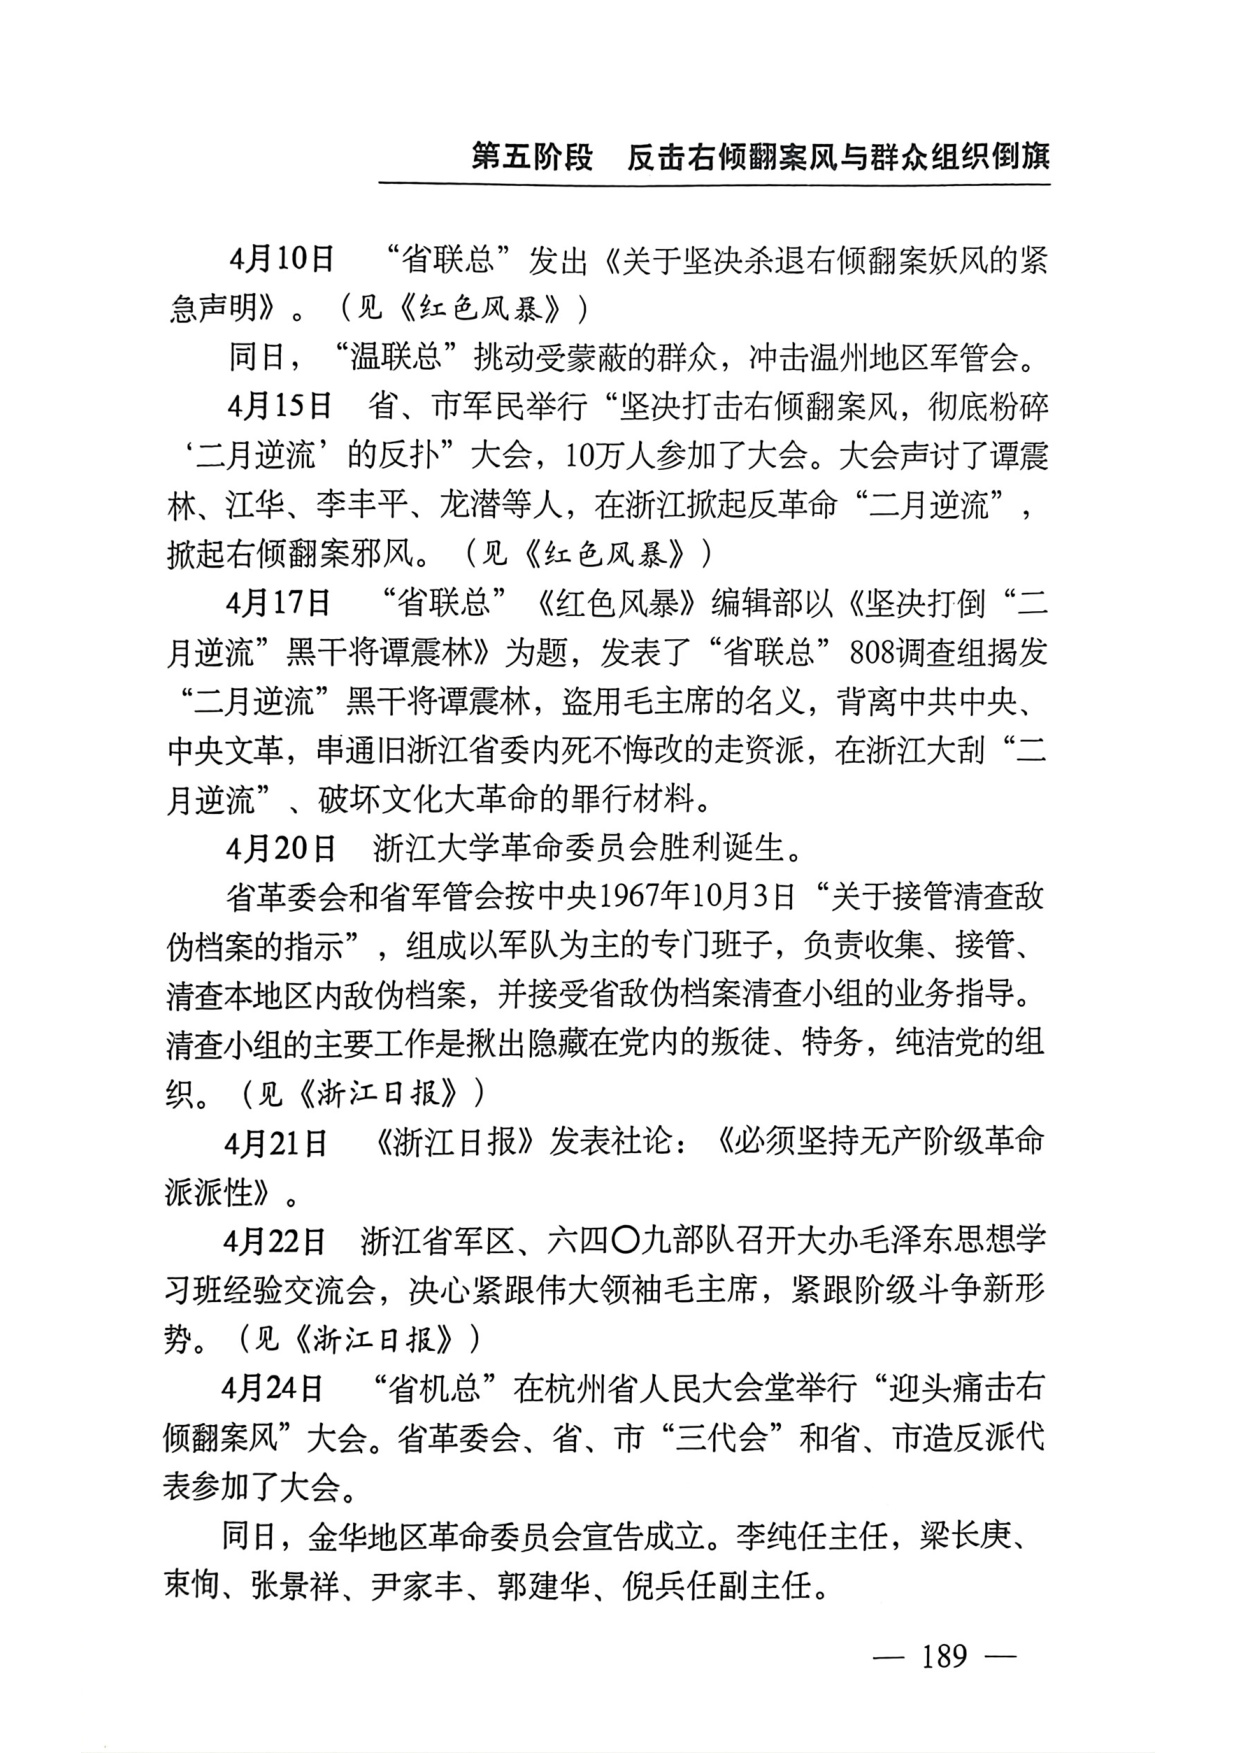 第五阶段　反击右倾翻案风与群众组织倒旗
4月10日　“省联总”发出《关于坚决杀退右倾翻案妖风的紧
急声明》。（见《红色风暴》）
同日，“温联总”挑动受蒙蔽的群众，冲击温州地区军管会。
4月15日　省、市军民举行“坚决打击右倾翻案风，彻底粉碎
‘二月逆流’的反扑”大会，10万人参加了大会。大会声讨了谭震
林、江华、李丰平、龙潜等人，在浙江掀起反革命“二月逆流”，
掀起右倾翻案邪风。（见《红色风暴》）
4月17日　“省联总”《红色风暴》编辑部以《坚决打倒“二
月逆流”黑干将谭震林》为题，发表了“省联总”808调查组揭发
“二月逆流”黑干将谭震林，盗用毛主席的名义，背离中共中央、
中央文革，串通旧浙江省委内死不悔改的走资派，在浙江大刮“二
月逆流”、破坏文化大革命的罪行材料。
4月20日　浙江大学革命委员会胜利诞生。
省革委会和省军管会按中央1967年10月3日“关于接管清查敌
伪档案的指示”，组成以军队为主的专门班子，负责收集、接管、
清查本地区内敌伪档案，并接受省敌伪档案清查小组的业务指导。
清查小组的主要工作是揪出隐藏在党内的叛徒、特务，纯洁党的组
织。（见《浙江日报》）
4月21日　《浙江日报》发表社论：《必须坚持无产阶级革命
派派性》。
4月22日　浙江省军区、六四〇九部队召开大办毛泽东思想学
习班经验交流会，决心紧跟伟大领袖毛主席，紧跟阶级斗争新形
势。（见《浙江日报》）
4月24日　“省机总”在杭州省人民大会堂举行“迎头痛击右
倾翻案风”大会。省革委会、省、市“三代会”和省、市造反派代
表参加了大会。
同日，金华地区革命委员会宣告成立。李纯任主任，梁长庚、
束恂、张景祥、尹家丰、郭建华、倪兵任副主任。
— 189 —